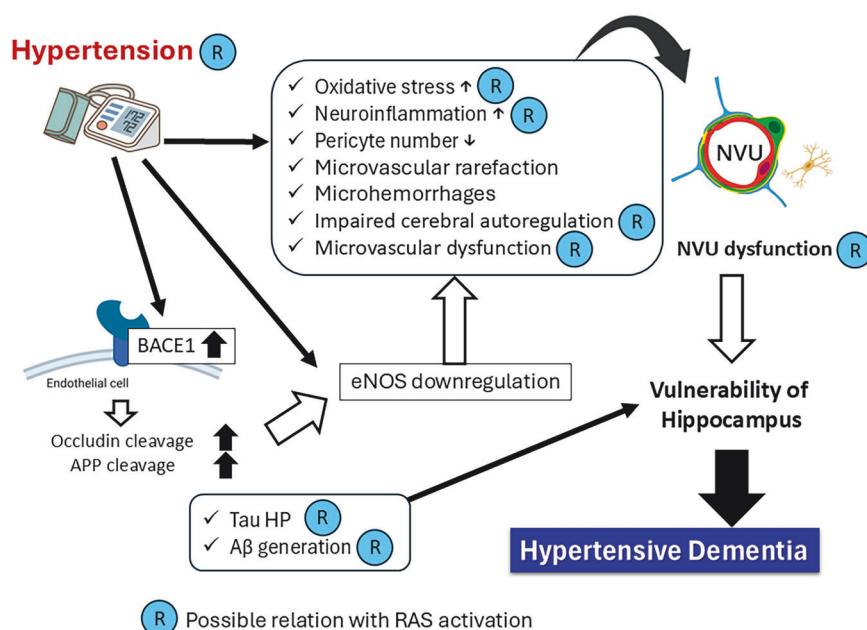 Hypertension R
172
72
✓ Oxidative stress ↑ R
✓ Neuroinflammation ↑ R
✓ Pericyte number ↓
✓ Microvascular rarefaction
✓ Microhemorrhages
✓ Impaired cerebral autoregulation R
✓ Microvascular dysfunction R
NVU
NVU dysfunction R
BACE1
Endothelial cell
Occludin cleavage
APP cleavage
eNOS downregulation
✓ Tau HP R
✓ Aβ generation R
Vulnerability of
Hippocampus
Hypertensive Dementia
R Possible relation with RAS activation